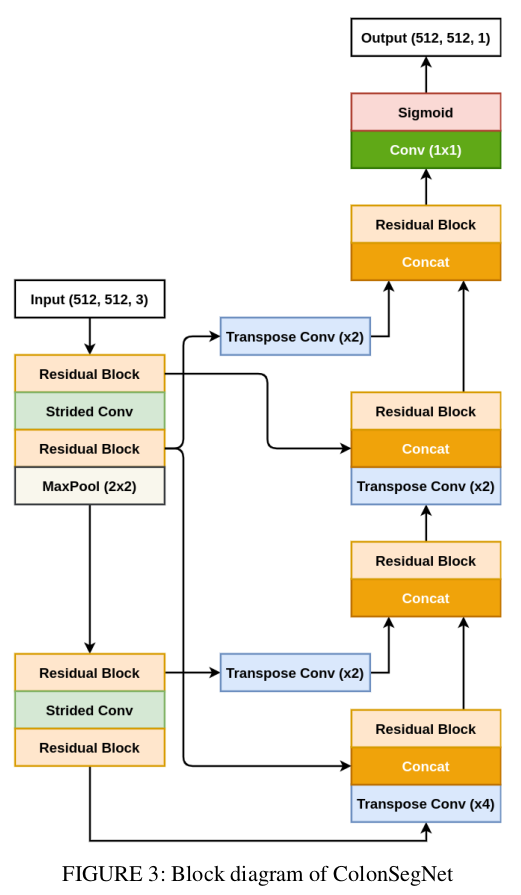 Output (512, 512, 1)
Sigmoid
Conv (1x1)
Residual Block
Concat
Input (512, 512, 3)
Transpose Conv (x2)
Residual Block
Strided Conv
Residual Block
MaxPool (2x2)
Residual Block
Concat
Transpose Conv (x2)
Residual Block
Concat
Residual Block
Strided Conv
Residual Block
Transpose Conv (x2)
Residual Block
Concat
Transpose Conv (x4)
FIGURE 3: Block diagram of ColonSegNet